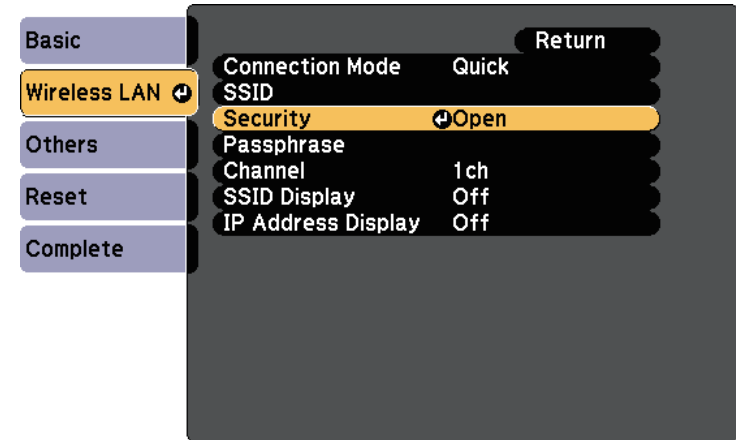 Basic
Wireless LAN
Others
Reset
Complete
Return
Connection Mode Quick
SSID
Security Open
Passphrase
Channel 1ch
SSID Display Off
IP Address Display Off